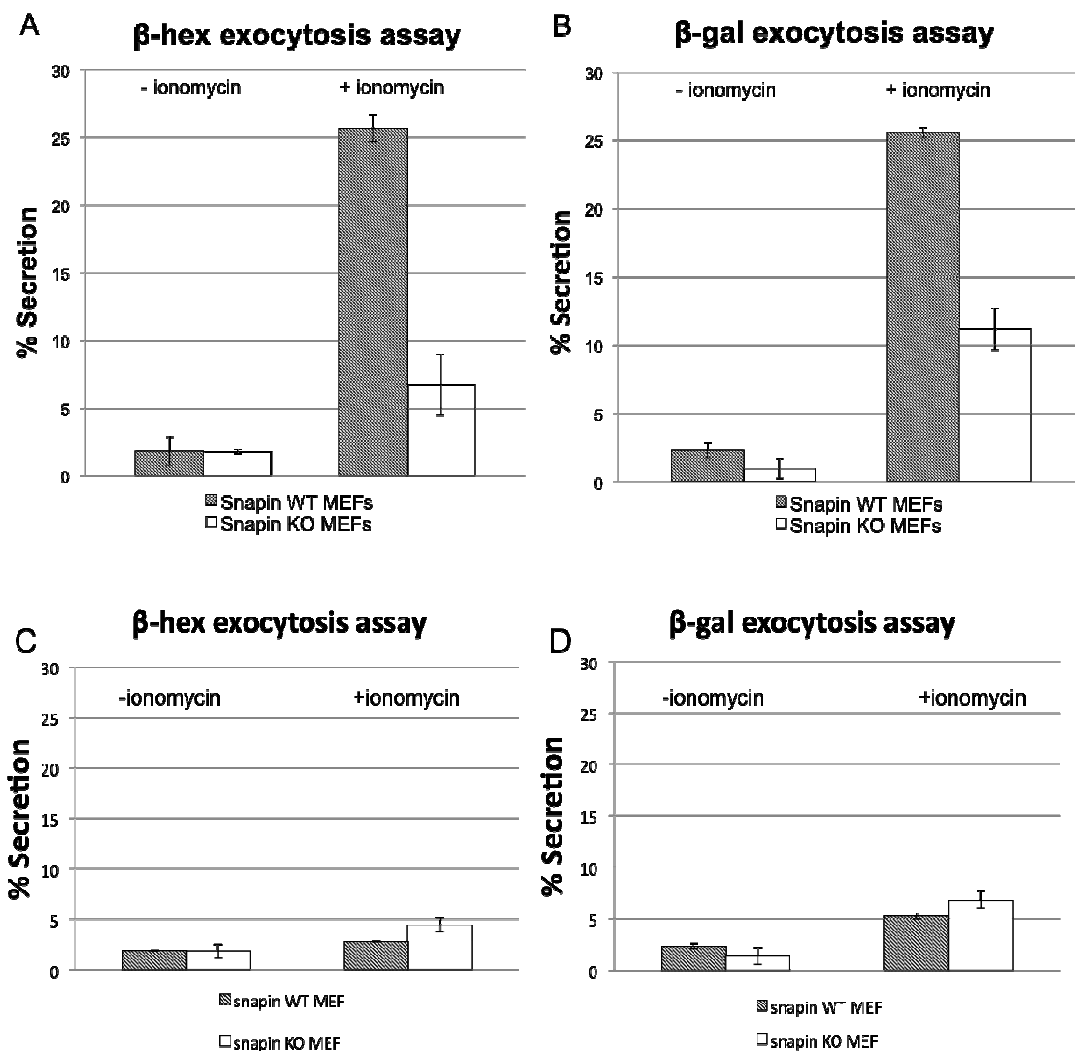 A
β-hex exocytosis assay
30
- ionomycin
+ ionomycin
25
20
15
10
5
0
% Secretion
Snapin WT MEFs
Snapin KO MEFs
B
β-gal exocytosis assay
30
- ionomycin
+ ionomycin
25
20
15
10
5
0
% Secretion
Snapin WT MEFs
Snapin KO MEFs
C
β-hex exocytosis assay
30
-ionomycin
+ionomycin
25
20
15
10
5
0
% Secretion
snapin WT MEF
snapin KO MEF
D
β-gal exocytosis assay
30
-ionomycin
+ionomycin
25
20
15
10
5
0
% Secretion
snapin WT MEF
snapin KO MEF